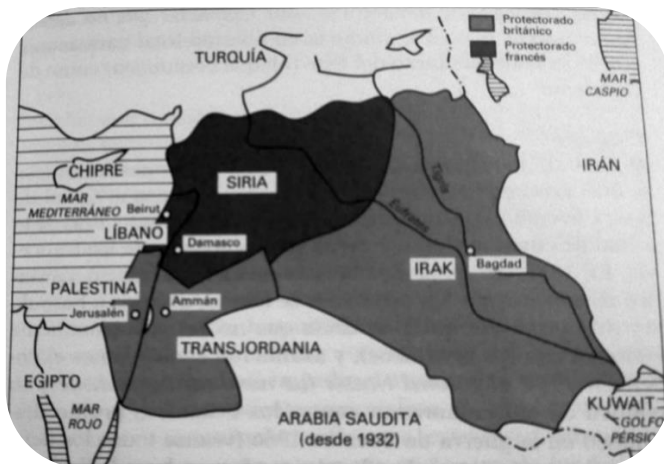 Protectorado
británico
Protectorado
francés
TURQUÍA
MAR
CASPIO
CHIPRE
SIRIA
IRÁN
MAR
MEDITERRÁNEO
Beirut
Tigris
Eufrates
LÍBANO
Damasco
IRAK
Bagdad
PALESTINA
Jerusalén
Ammán
TRANSJORDANIA
EGIPTO
MAR
ROJO
ARABIA SAUDITA
(desde 1932)
KUWAIT
GOLFO
PÉRSICO